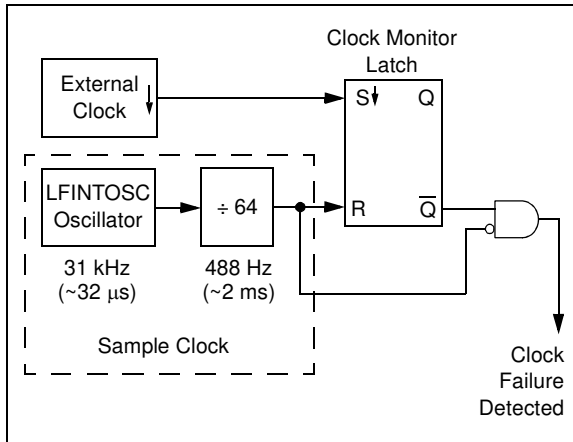 Clock Monitor
Latch
External
Clock
S
Q
LFINTOSC
Oscillator
÷ 64
R
Q̅
31 kHz
(~32 μs)
488 Hz
(~2 ms)
Sample Clock
Clock
Failure
Detected